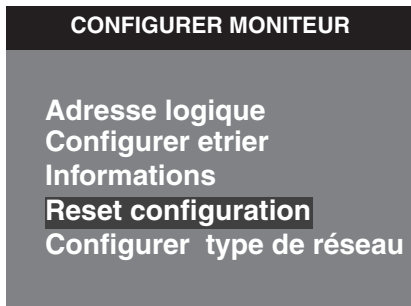 CONFIGURER MONITEUR
Adresse logique
Configurer etrier
Informations
Reset configuration
Configurer type de réseau